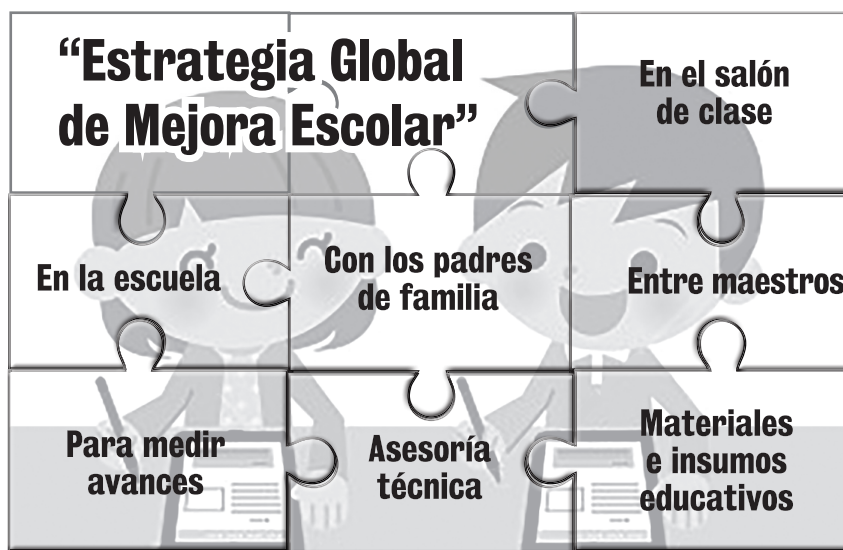 “Estrategia Global
de Mejora Escolar”
En el salón
de clase
En la escuela
Con los padres
de familia
Entre maestros
Para medir
avances
Asesoría
técnica
Materiales
e insumos
educativos